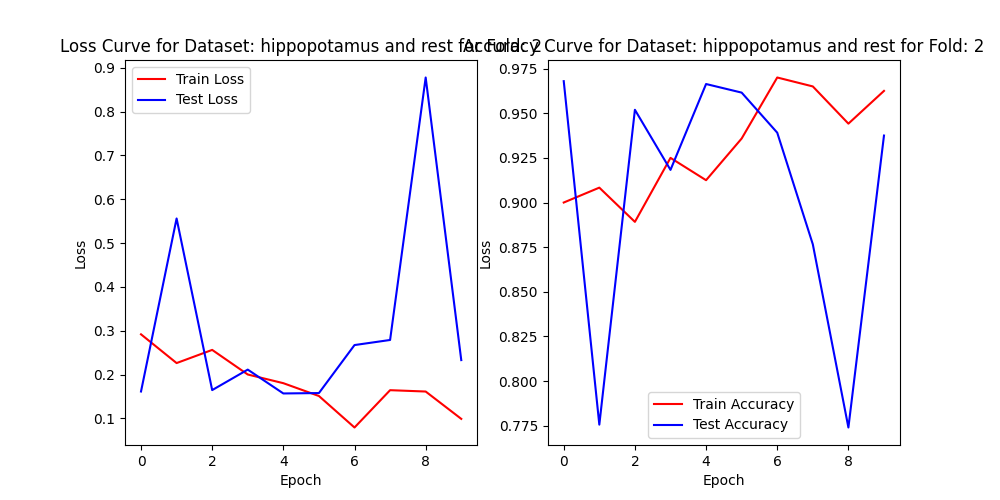 Loss Curve for Dataset: hippopotamus and rest for Fold: 2
Accuracy Curve for Dataset: hippopotamus and rest for Fold: 2
Train Loss
Test Loss
0.9
0.8
0.7
0.6
0.5
0.4
0.3
0.2
0.1
Loss
0 2 4 6 8
Epoch
0.975
0.950
0.925
0.900
0.875
0.850
0.825
0.800
0.775
Loss
Train Accuracy
Test Accuracy
0 2 4 6 8
Epoch